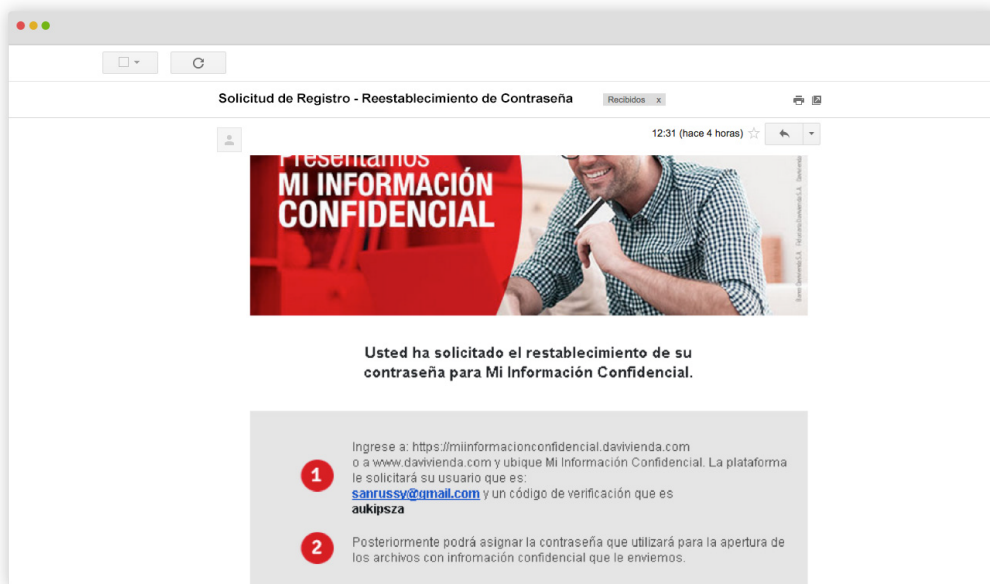 Solicitud de Registro - Reestablecimiento de Contraseña
Recibidos x
12:31 (hace 4 horas)
Presentamos
MI INFORMACIÓN
CONFIDENCIAL
Usted ha solicitado el restablecimiento de su
contraseña para Mi Información Confidencial.
1
Ingrese a: https://miinformacionconfidencial.davivienda.com
o a www.davivienda.com y ubique Mi Información Confidencial. La plataforma
le solicitará su usuario que es:
sanrussy@gmail.com y un código de verificación que es
aukipsza
2
Posteriormente podrá asignar la contraseña que utilizará para la apertura de
los archivos con infromación confidencial que le enviemos.